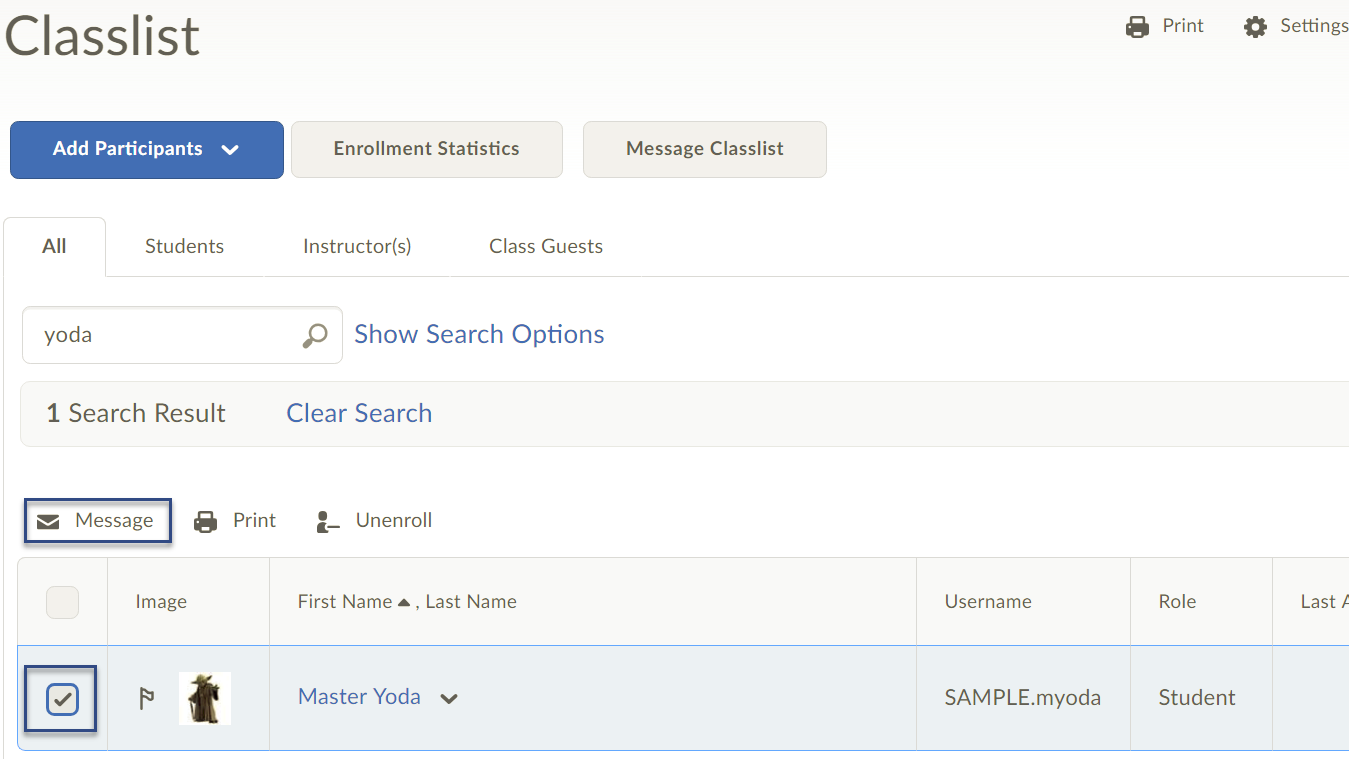 Classlist
Print Settings
Add Participants Enrollment Statistics Message Classlist
All Students Instructor(s) Class Guests
yoda Show Search Options
1 Search Result Clear Search
Message Print Unenroll
Image First Name , Last Name Username Role Last A
Master Yoda SAMPLE.myoda Student